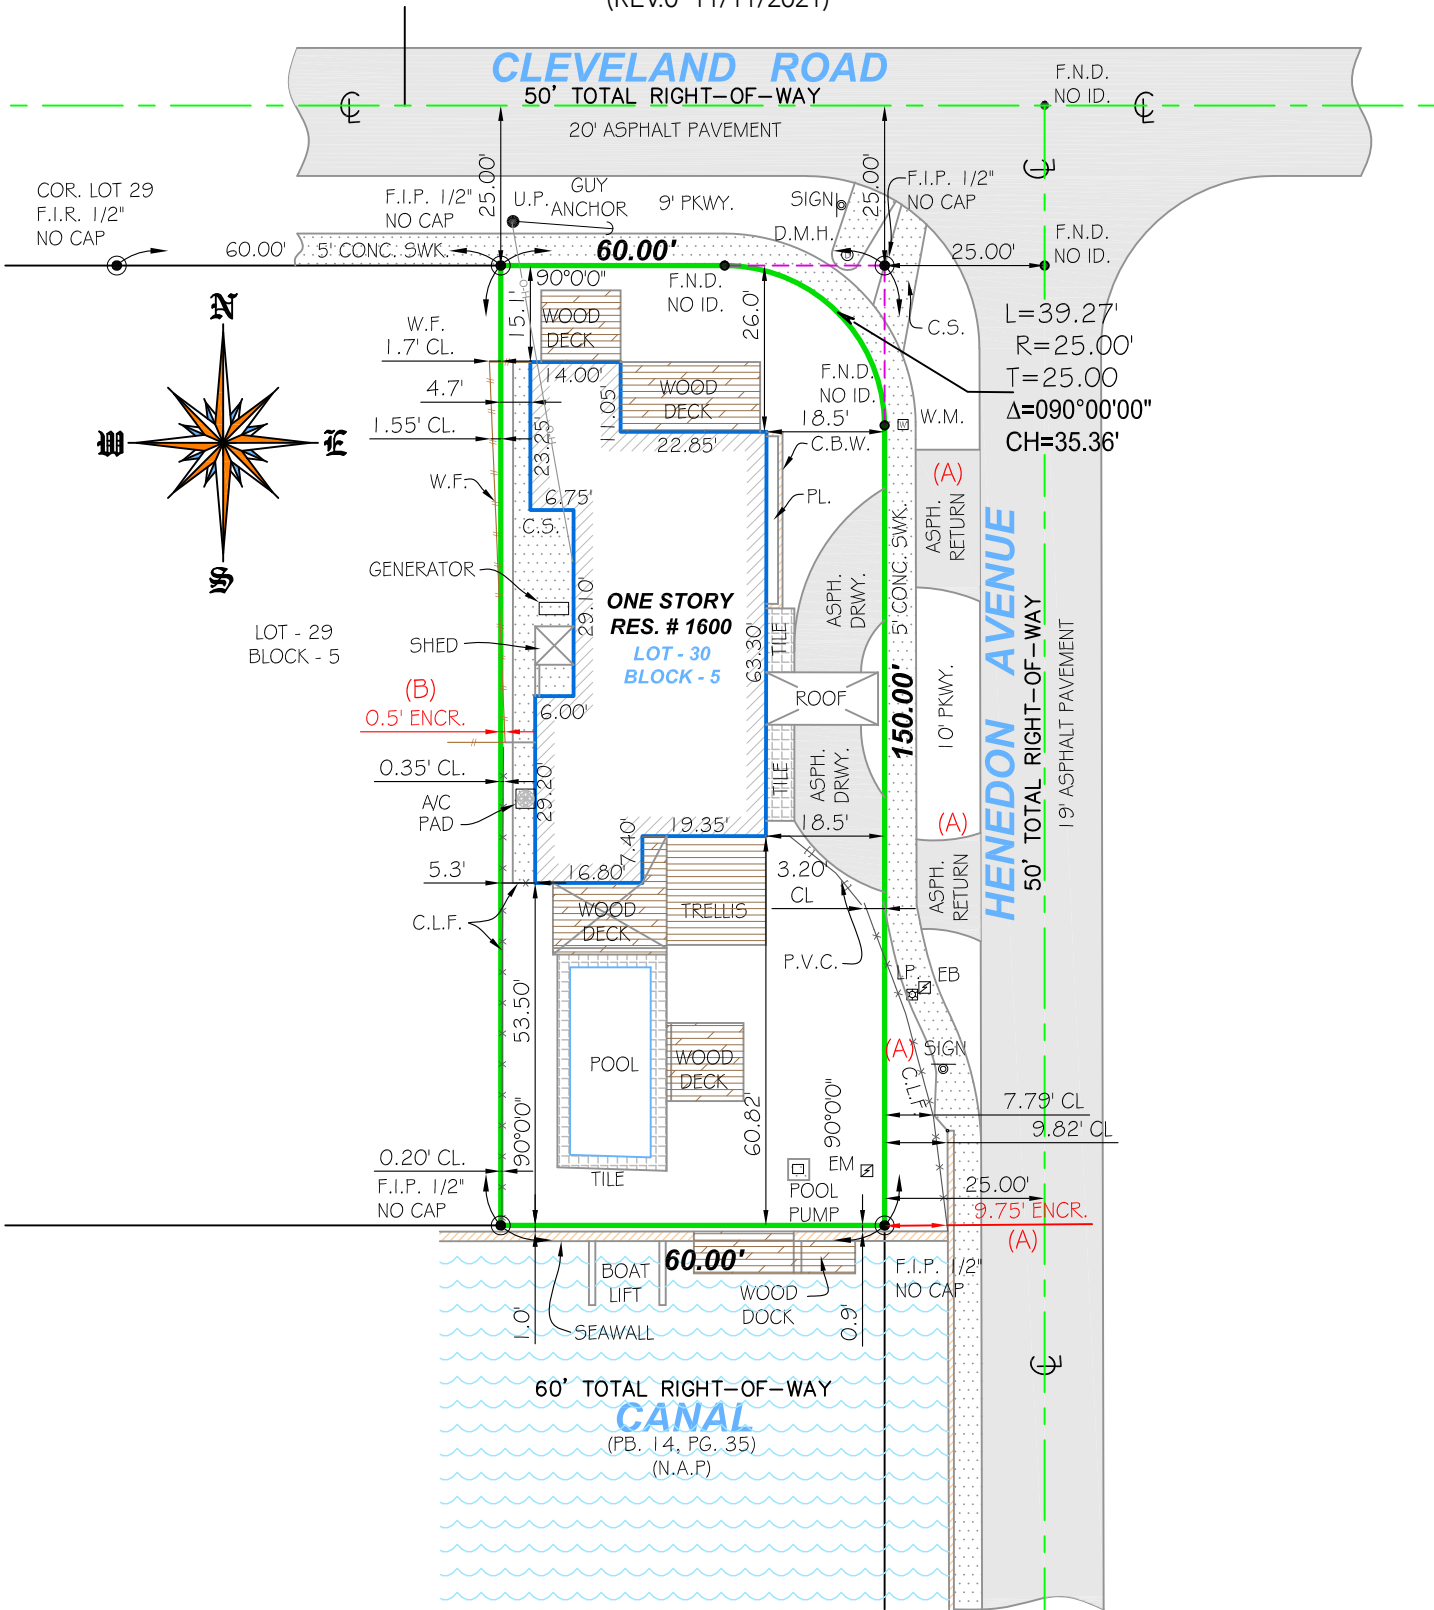 (REV.0 11/11/2021)
CLEVELAND ROAD
50' TOTAL RIGHT-OF-WAY
20' ASPHALT PAVEMENT
F.N.D.
NO ID.
COR. LOT 29
F.I.R. 1/2"
NO CAP
60.00'
F.I.P. 1/2"
NO CAP
25.00'
U.P.
GUY
ANCHOR
9' PKWY.
SIGN
D.M.H.
25.00'
F.I.P. 1/2"
NO CAP
5' CONC. SWK.
60.00'
25.00'
F.N.D.
NO ID.
90°0'0"
F.N.D.
NO ID.
15.1'
26.0'
WOOD
DECK
C.S.
L=39.27'
R=25.00'
T=25.00
Δ=090°00'00"
CH=35.36'
N
W
E
S
W.F.
1.7' CL.
4.7'
1.55' CL.
W.F.
14.00'
11.05'
WOOD
DECK
F.N.D.
NO ID.
18.5'
W.M.
C.B.W.
22.85'
23.25'
H-O
H-O
6.75'
C.S.
PL.
(A)
ASPH.
RETURN
5' CONC. SWK.
GENERATOR
SHED
29.10'
ONE STORY
RES. # 1600
LOT - 30
BLOCK - 5
63.30'
TILE
ASPH.
DRWY.
ROOF
150.00'
10' PKWY.
HENEDON AVENUE
50' TOTAL RIGHT-OF-WAY
19' ASPHALT PAVEMENT
LOT - 29
BLOCK - 5
(B)
0.5' ENCR.
6.00'
0.35' CL.
A/C
PAD
29.20'
TILE
ASPH.
DRWY.
(A)
19.35'
18.5'
7.40'
5.3'
16.80'
3.20'
CL
ASPH.
RETURN
C.L.F.
WOOD
DECK
TRELLIS
P.V.C.
LP.
EB
53.50'
POOL
WOOD
DECK
(A)
SIGN
C.L.F.
60.82'
90°0'0"
90°0'0"
7.79' CL
9.82' CL
0.20' CL.
F.I.P. 1/2"
NO CAP
TILE
EM
POOL
PUMP
25.00'
9.75' ENCR.
(A)
60.00'
F.I.P. 1/2"
NO CAP
BOAT
LIFT
WOOD
DOCK
1.0'
SEAWALL
0.9'
60' TOTAL RIGHT-OF-WAY
CANAL
(PB. 14, PG. 35)
(N.A.P)